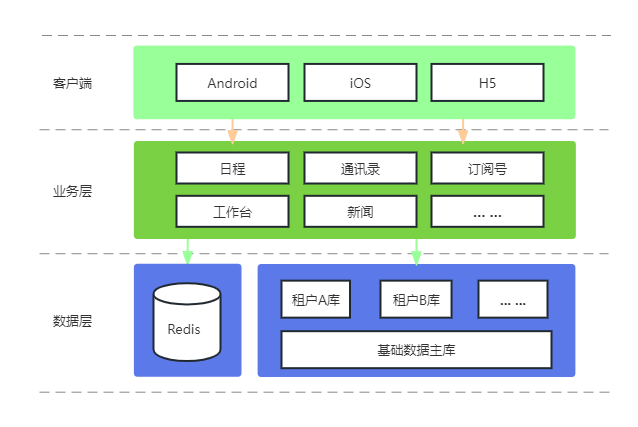 客户端
Android
iOS
H5
业务层
日程
通讯录
订阅号
工作台
新闻
... ...
数据层
Redis
租户A库
租户B库
... ...
基础数据主库